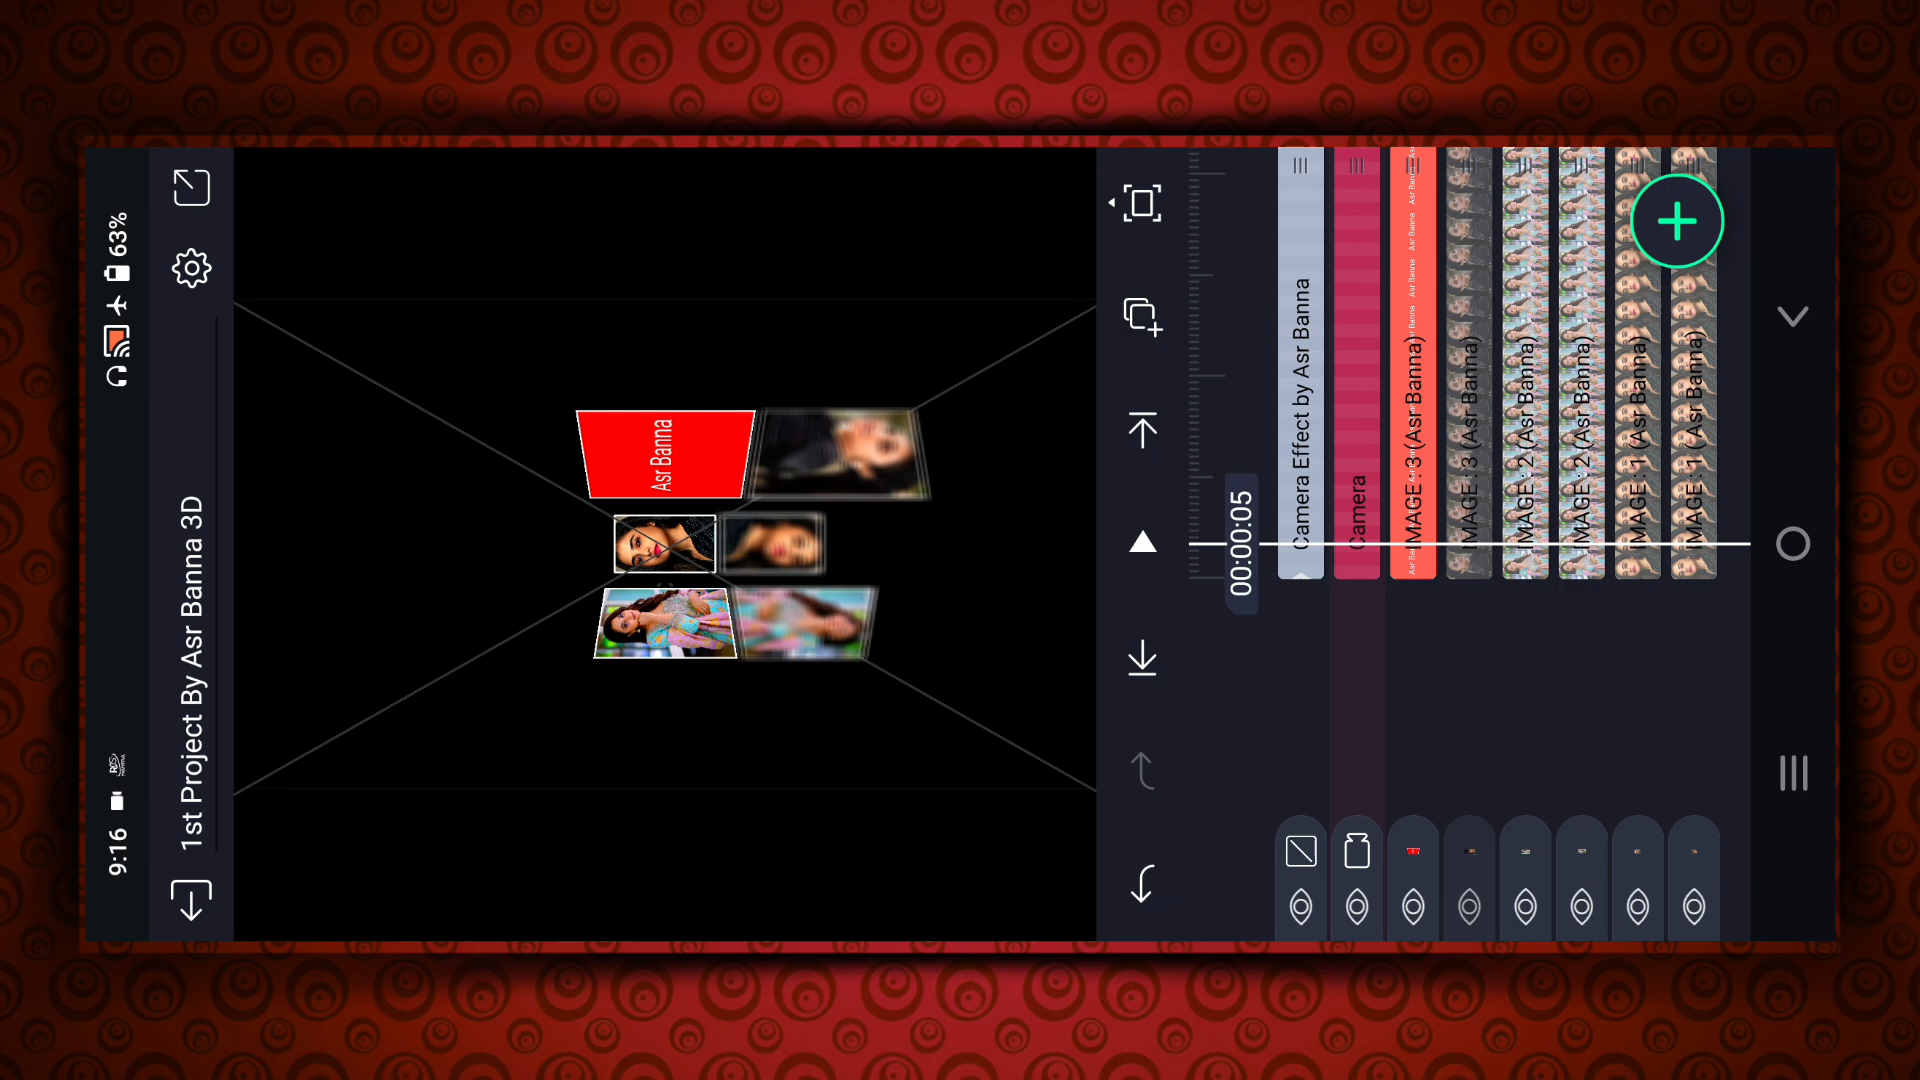 9:16
63%
1st Project By Asr Banna 3D
Asr Banna
00:00:05
Camera Effect by Asr Banna
Camera
IMAGE : 3 (Asr Banna)
IMAGE : 3 (Asr Banna)
IMAGE : 2 (Asr Banna)
IMAGE : 2 (Asr Banna)
IMAGE : 1 (Asr Banna)
IMAGE : 1 (Asr Banna)